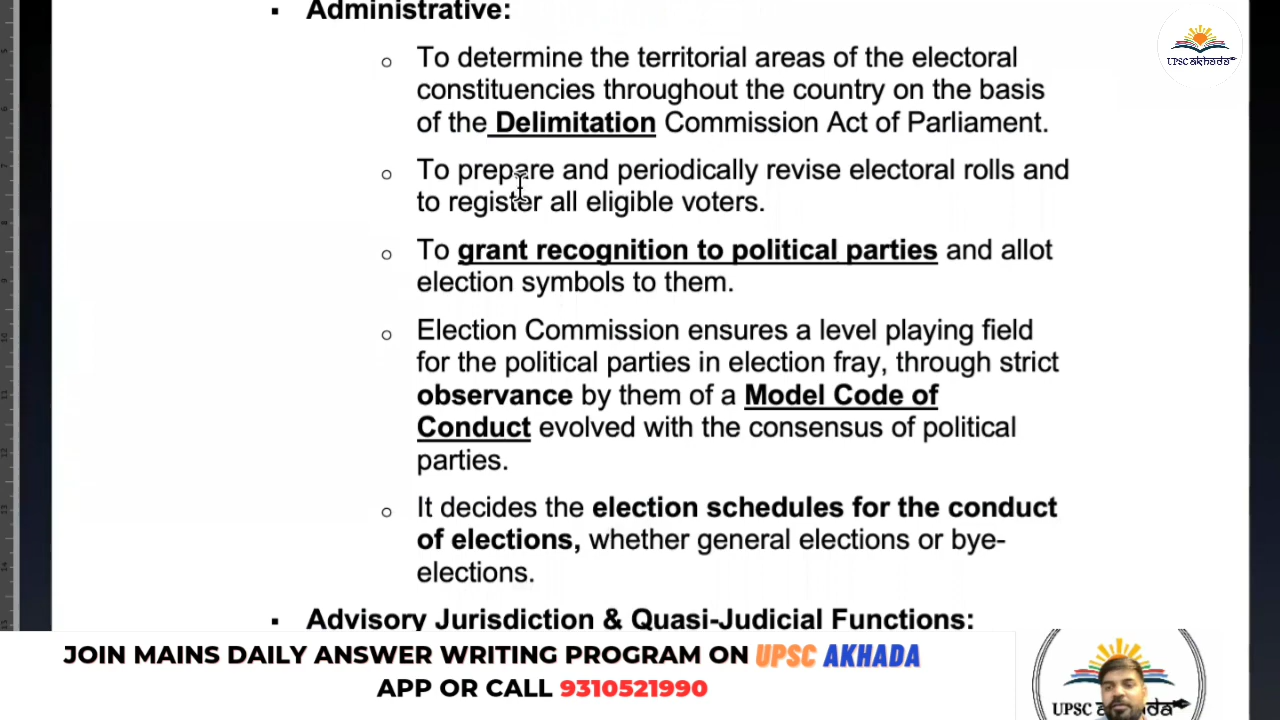 Administrative:
To determine the territorial areas of the electoral
constituencies throughout the country on the basis
of the Delimitation Commission Act of Parliament.
To prepare and periodically revise electoral rolls and
to register all eligible voters.
To grant recognition to political parties and allot
election symbols to them.
Election Commission ensures a level playing field
for the political parties in election fray, through strict
observance by them of a Model Code of
Conduct evolved with the consensus of political
parties.
It decides the election schedules for the conduct
of elections, whether general elections or bye-
elections.
Advisory Jurisdiction & Quasi-Judicial Functions:
UPSC akhada
JOIN MAINS DAILY ANSWER WRITING PROGRAM ON UPSC AKHADA
APP OR CALL 9310521990
UPSC